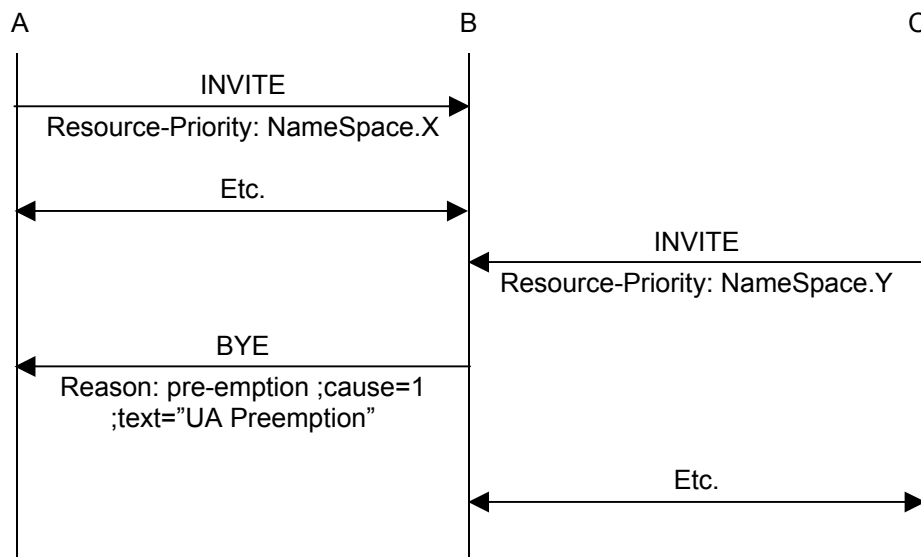 A B C
INVITE
Resource-Priority: NameSpace.X
Etc.
INVITE
Resource-Priority: NameSpace.Y
BYE
Reason: pre-emption ;cause=1
;text=”UA Preemption”
Etc.